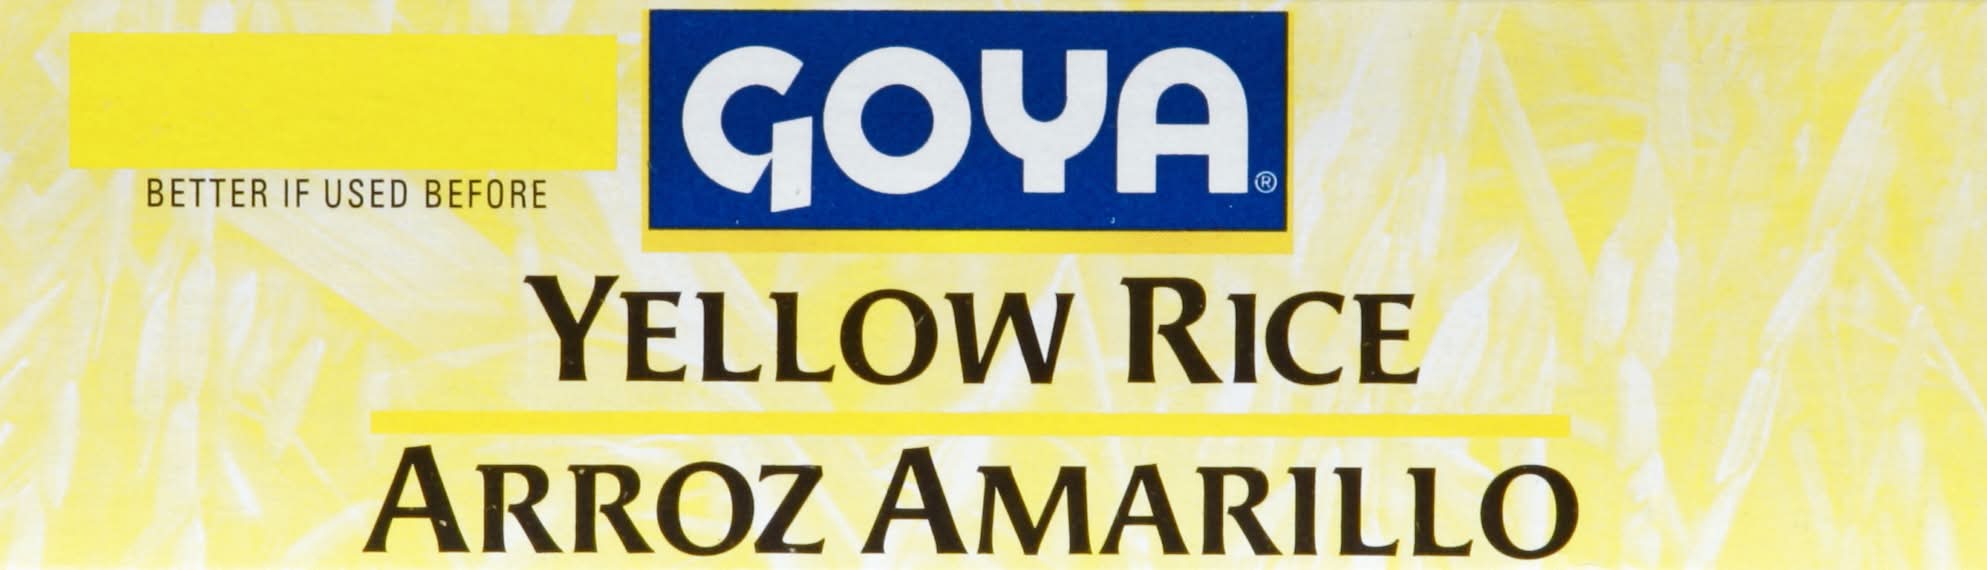 GOYA®
BETTER IF USED BEFORE
YELLOW RICE
ARROZ AMARILLO